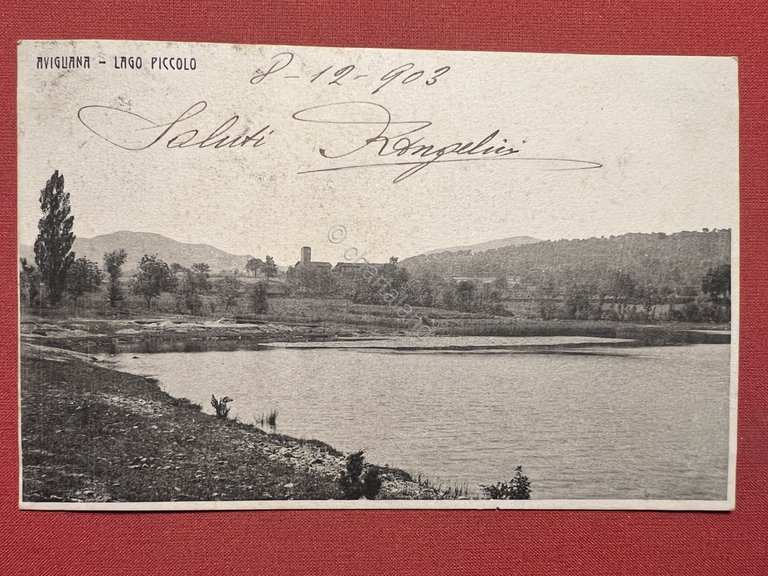 AVIGLIANA – LAGO PICCOLO
8-12-903
Saluti